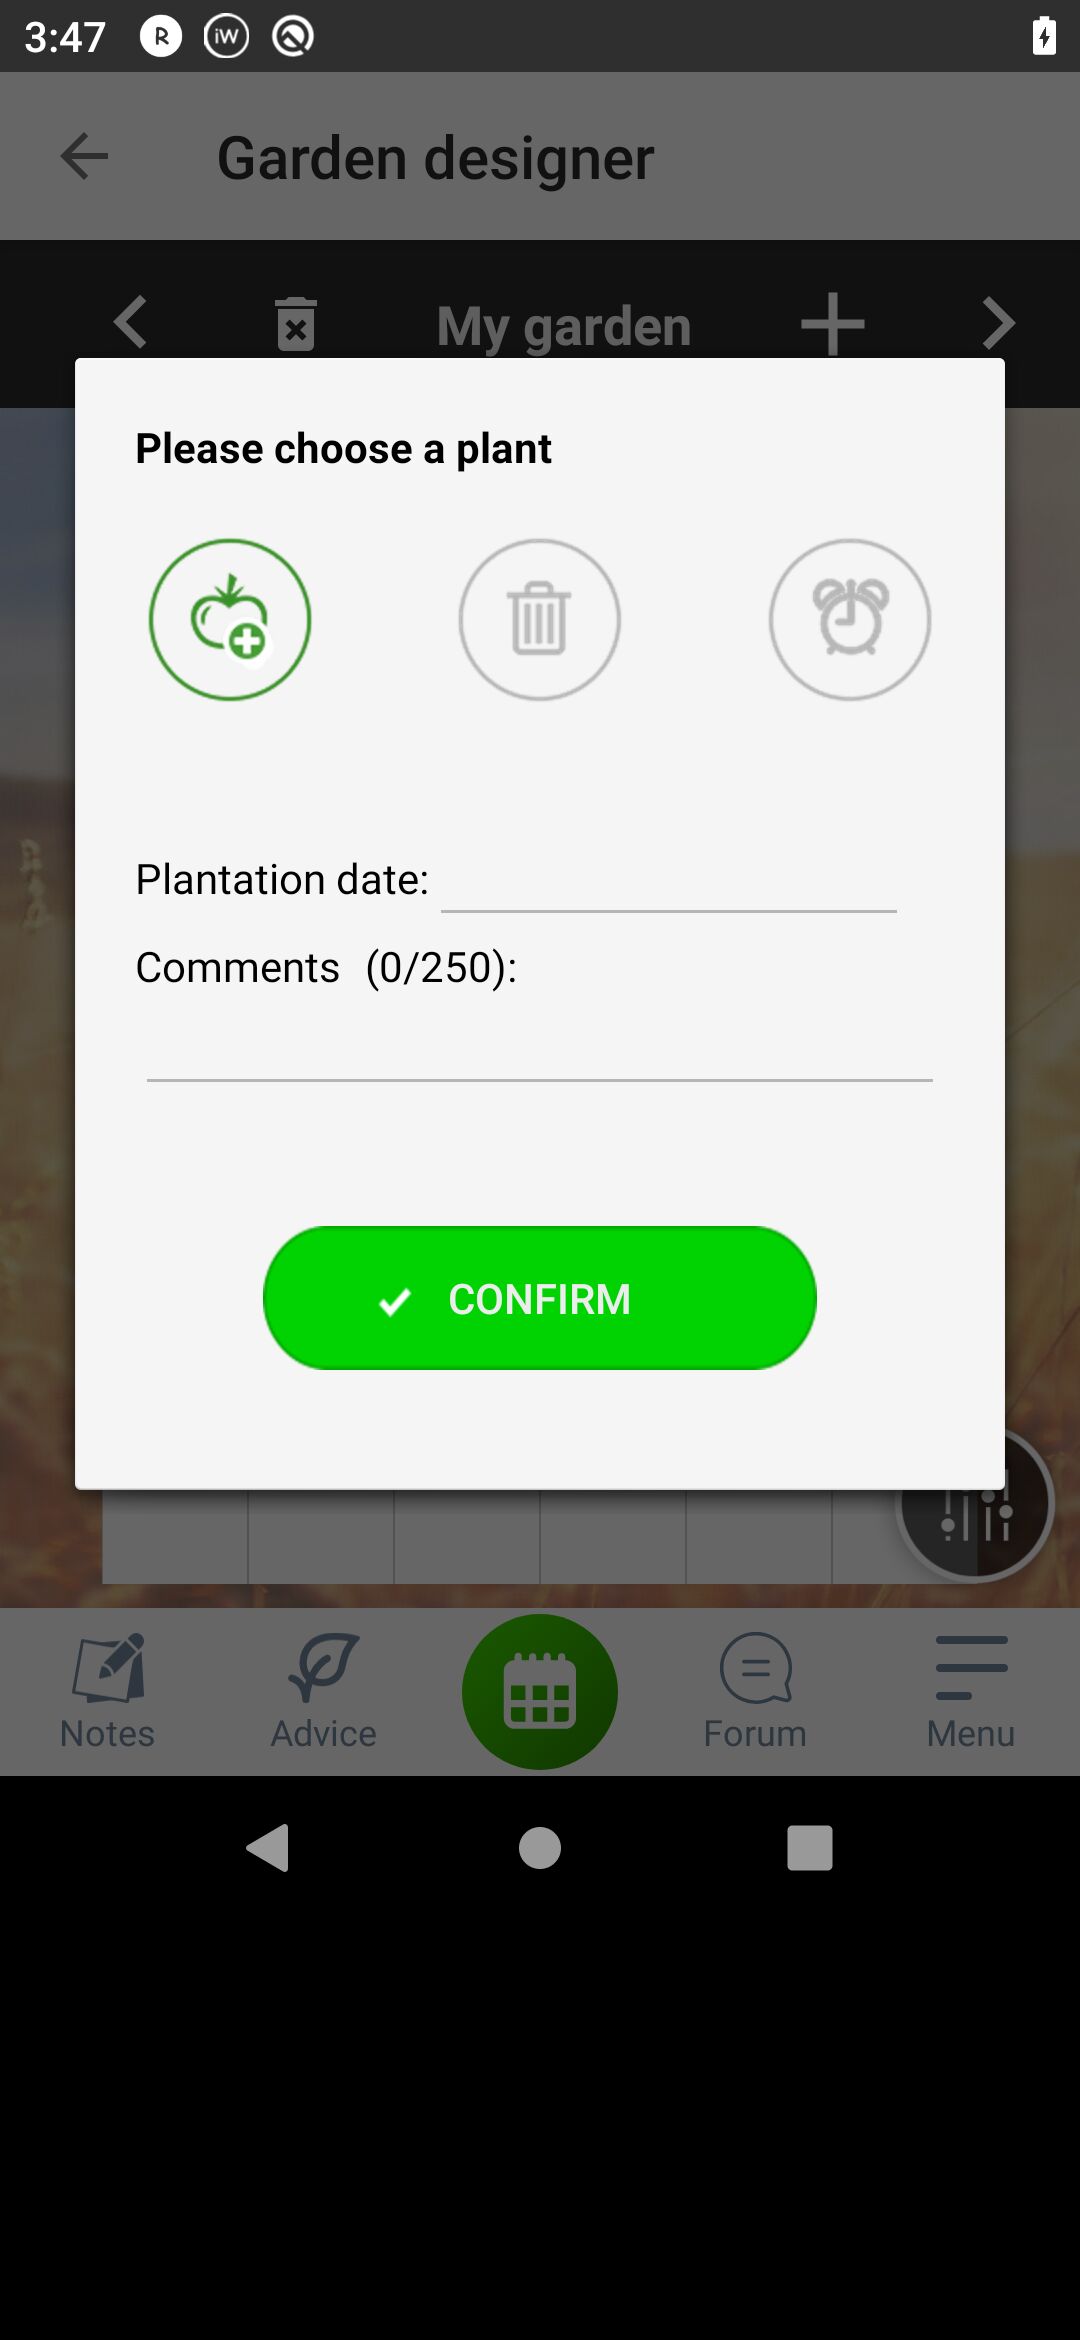 3:47 R iW
Garden designer
My garden
Please choose a plant
Plantation date:
Comments (0/250):
CONFIRM
Notes Advice Forum Menu